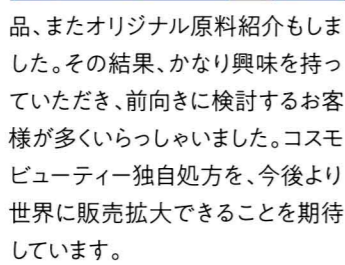 品、またオリジナル原料紹介もしま
した。その結果、かなり興味を持っ
ていただき、前向きに検討するお客
様が多くいらっしゃいました。コスモ
ビューティー独自処方を、今後より
世界に販売拡大できることを期待
しています。